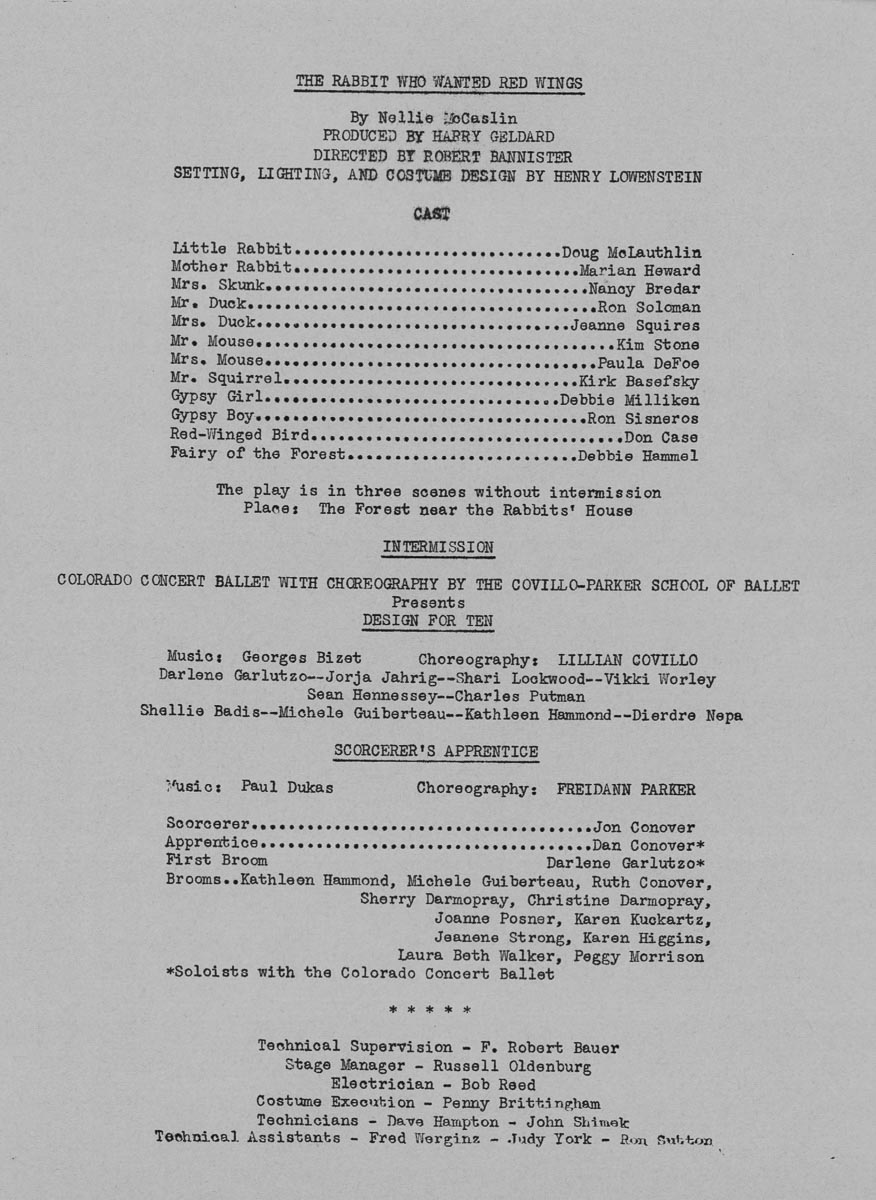 THE RABBIT WHO WANTED RED WINGS
By Nellie McCaslin
PRODUCED BY HARRY GELDARD
DIRECTED BY ROBERT BANNISTER
SETTING, LIGHTING, AND COSTUME DESIGN BY HENRY LOWENSTEIN
CAST
Little Rabbit.............................Doug McLauthlin
Mother Rabbit...............................Marian Heward
Mrs. Skunk...................................Nancy Bredar
Mr. Duck......................................Ron Soloman
Mrs. Duck..................................Jeanne Squires
Mr. Mouse.......................................Kim Stone
Mrs. Mouse....................................Paula DeFoe
Mr. Squirrel................................Kirk Basefsky
Gypsy Girl................................Debbie Milliken
Gypsy Boy....................................Ron Sisneros
Red-Winged Bird..................................Don Case
Fairy of the Forest.........................Debbie Hammel
The play is in three scenes without intermission
Place: The Forest near the Rabbits' House
INTERMISSION
COLORADO CONCERT BALLET WITH CHOREOGRAPHY BY THE COVILLO-PARKER SCHOOL OF BALLET
Presents
DESIGN FOR TEN
Music: Georges Bizet Choreography: LILLIAN COVILLO
Darlene Garlutzo--Jorja Jahrig--Shari Lockwood--Vikki Worley
Sean Hennessey--Charles Putman
Shellie Badis--Michele Guiberteau--Kathleen Hammond--Dierdre Nepa
SCORCERER'S APPRENTICE
Music: Paul Dukas Choreography: FREIDANN PARKER
Scorcerer.....................................Jon Conover
Apprentice....................................Dan Conover*
First Broom Darlene Garlutzo*
Brooms..Kathleen Hammond, Michele Guiberteau, Ruth Conover,
Sherry Darmopray, Christine Darmopray,
Joanne Posner, Karen Kuckartz,
Jeanene Strong, Karen Higgins,
Laura Beth Walker, Peggy Morrison
*Soloists with the Colorado Concert Ballet
* * * * *
Technical Supervision - F. Robert Bauer
Stage Manager - Russell Oldenburg
Electrician - Bob Reed
Costume Execution - Penny Brittingham
Technicians - Dave Hampton - John Shimek
Technical Assistants - Fred Werginz - Judy York - Ron Sutton